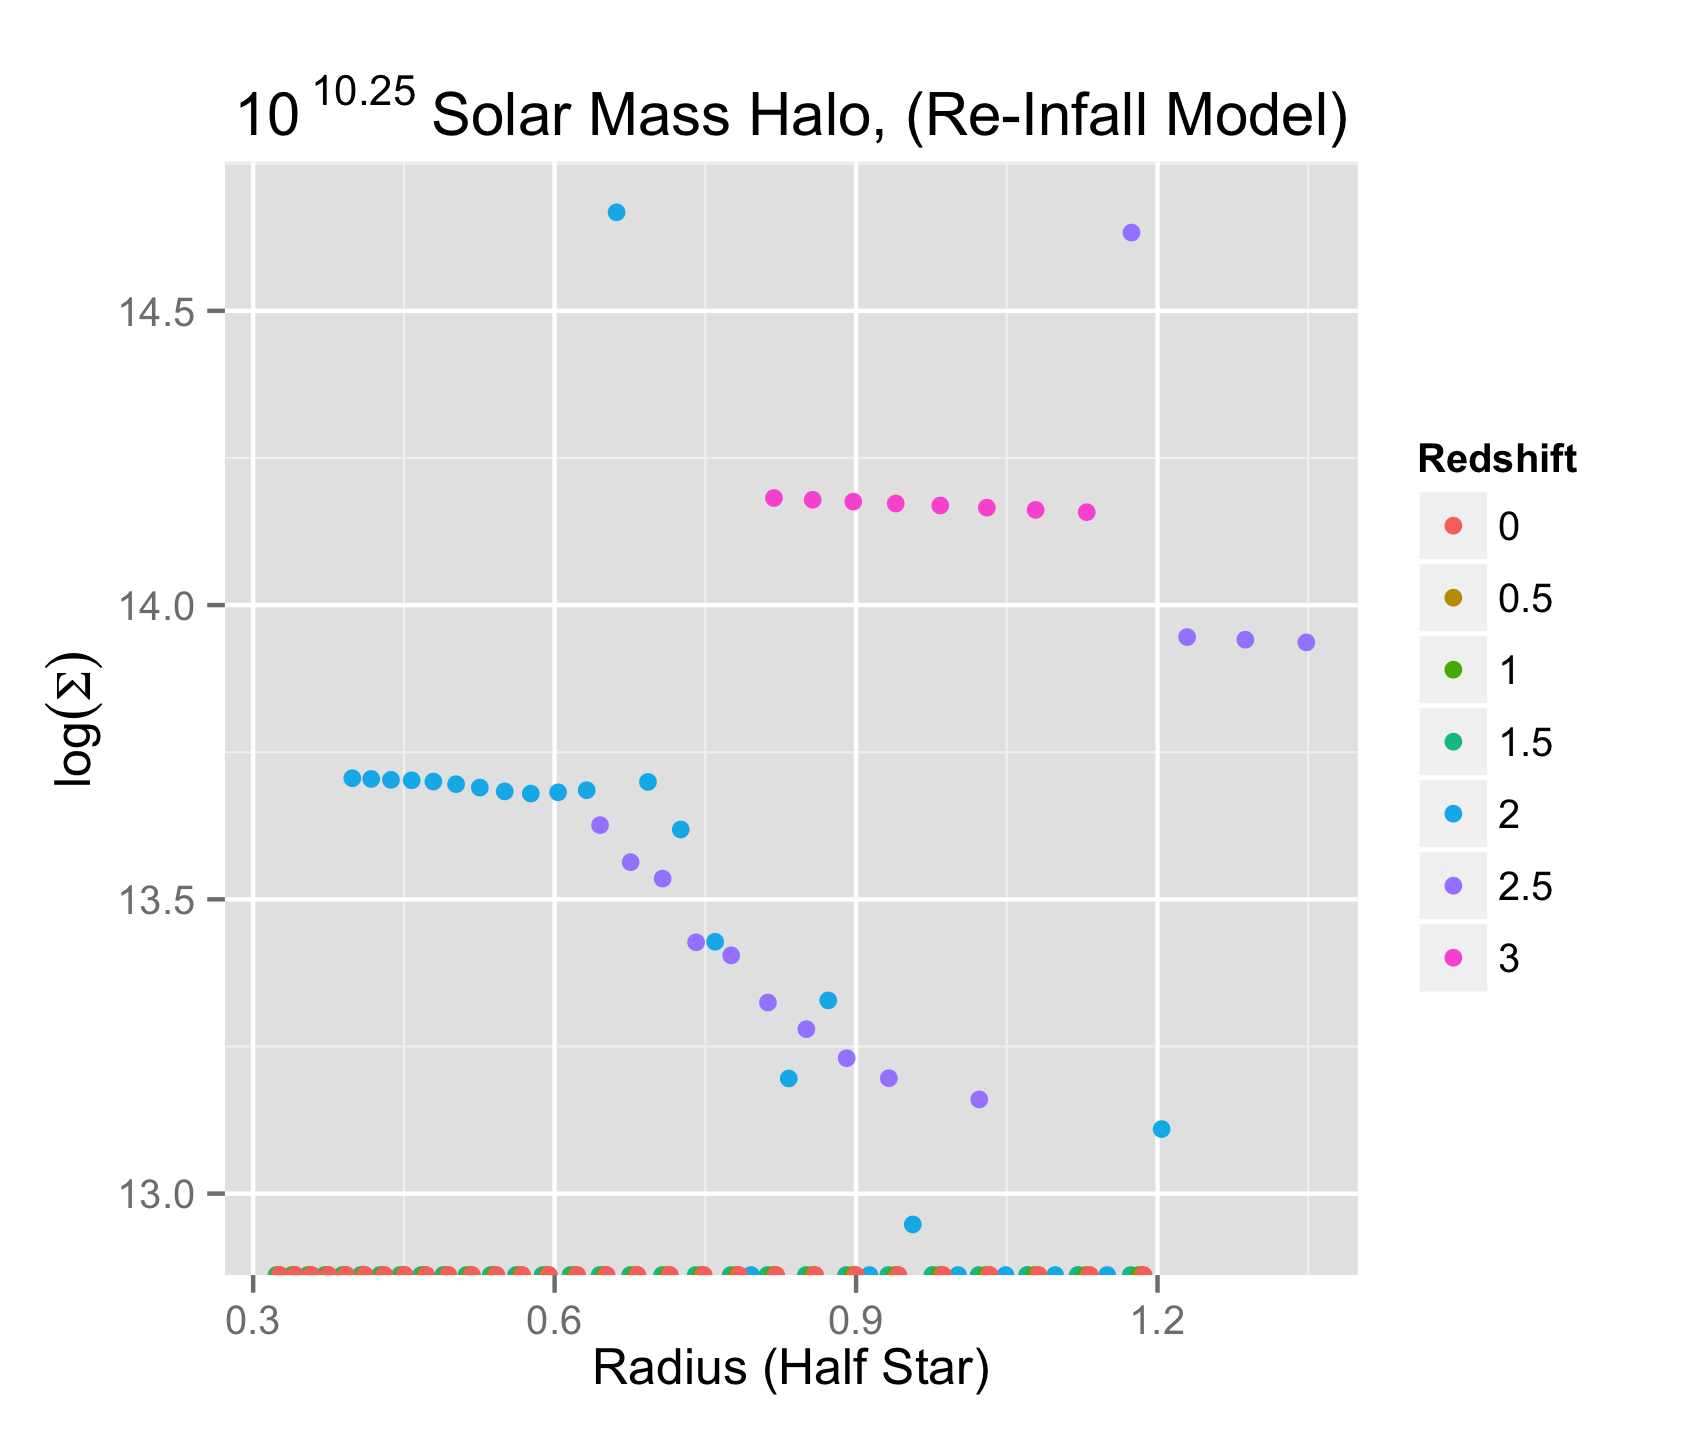 10^10.25 Solar Mass Halo, (Re-Infall Model)
14.5
14.0
13.5
13.0
log(Σ)
0.3 0.6 0.9 1.2
Radius (Half Star)
Redshift
0
0.5
1
1.5
2
2.5
3